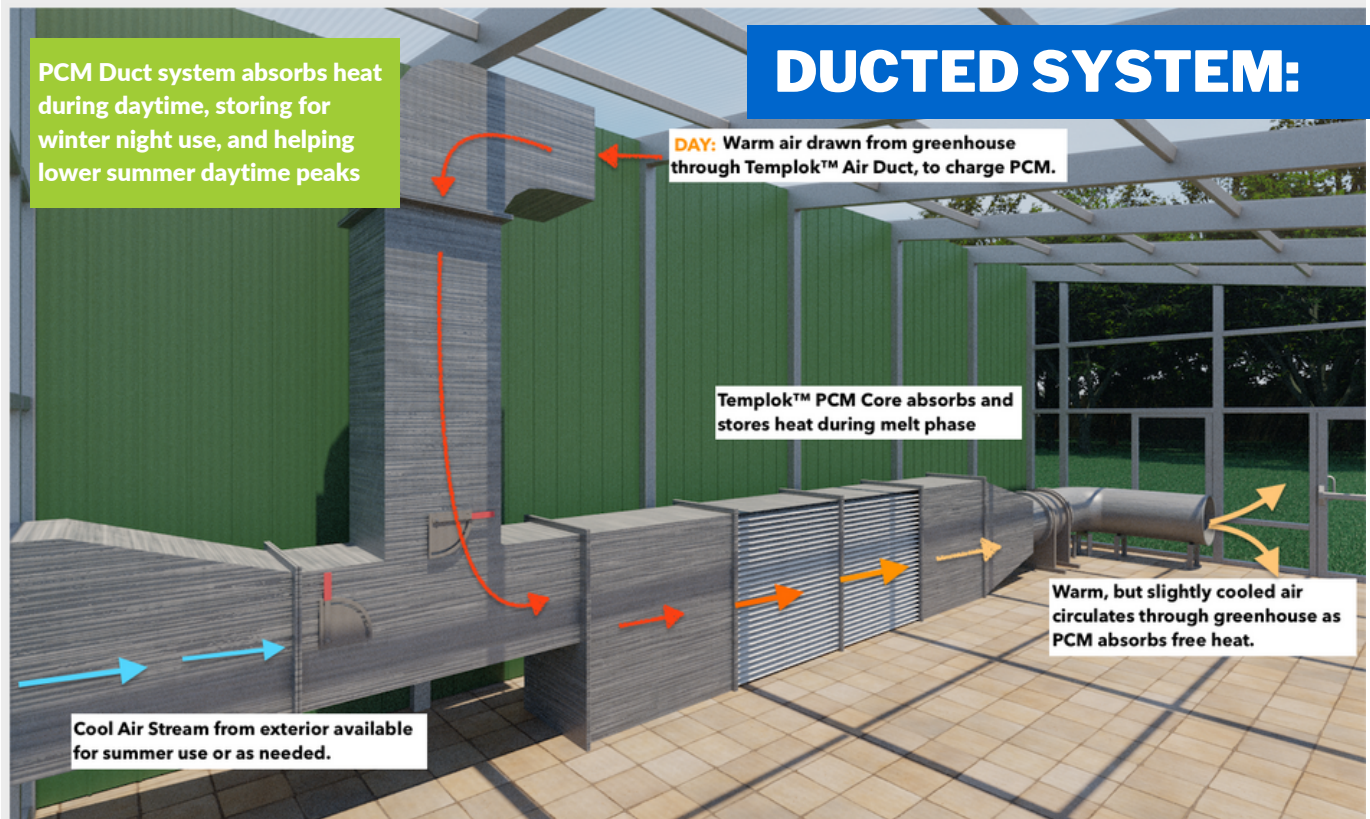 PCM Duct system absorbs heat
during daytime, storing for
winter night use, and helping
lower summer daytime peaks
DUCTED SYSTEM:
DAY: Warm air drawn from greenhouse
through Templok™ Air Duct, to charge PCM.
Templok™ PCM Core absorbs and
stores heat during melt phase
Warm, but slightly cooled air
circulates through greenhouse as
PCM absorbs free heat.
Cool Air Stream from exterior available
for summer use or as needed.